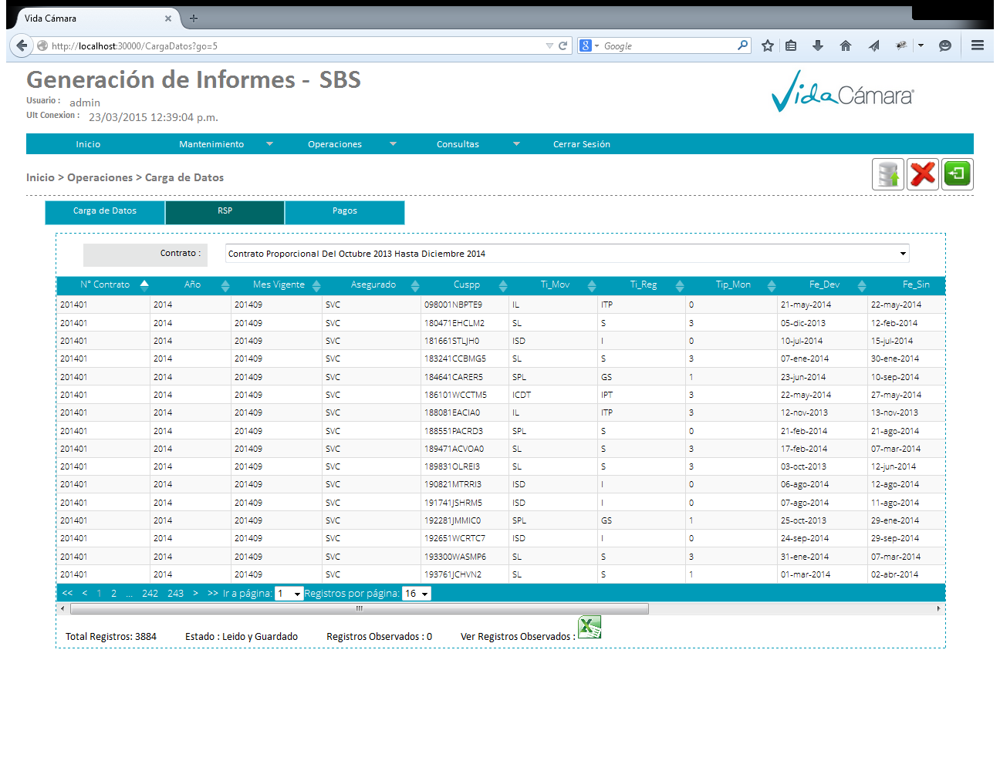 Vida Cámara
http://localhost:30000/CargaDatos?go=5
Google
Generación de Informes - SBS
Usuario : admin
Ult Conexion : 23/03/2015 12:39:04 p.m.
Vida Cámara
Inicio Mantenimiento Operaciones Consultas Cerrar Sesión
Inicio > Operaciones > Carga de Datos
Carga de Datos RSP Pagos
Contrato : Contrato Proporcional Del Octubre 2013 Hasta Diciembre 2014
N° Contrato Año Mes Vigente Asegurado Cuspp Ti_Mov Ti_Reg Tip_Mon Fe_Dev Fe_Sin
201401 2014 201409 SVC 098001NBPTE9 IL ITP 0 21-may-2014 22-may-2014
201401 2014 201409 SVC 180471EHCLM2 SL S 3 05-dic-2013 12-feb-2014
201401 2014 201409 SVC 181661STLJH0 ISD I 0 10-jul-2014 15-jul-2014
201401 2014 201409 SVC 183241CCBMG5 SL S 3 07-ene-2014 30-ene-2014
201401 2014 201409 SVC 184641CARER5 SPL GS 1 23-jun-2014 10-sep-2014
201401 2014 201409 SVC 186101WCCTM5 ICDT IPT 3 22-may-2014 27-may-2014
201401 2014 201409 SVC 188081EACIA0 IL ITP 3 12-nov-2013 13-nov-2013
201401 2014 201409 SVC 188551PACRD3 SPL S 0 21-feb-2014 21-ago-2014
201401 2014 201409 SVC 189471ACVOA0 SL S 3 17-feb-2014 07-mar-2014
201401 2014 201409 SVC 189831OLREI3 SL S 3 03-oct-2013 12-jun-2014
201401 2014 201409 SVC 190821MTRRI3 ISD I 0 06-ago-2014 12-ago-2014
201401 2014 201409 SVC 191741JSHRM5 ISD I 0 07-ago-2014 11-ago-2014
201401 2014 201409 SVC 192281JMMIC0 SPL GS 1 25-oct-2013 29-ene-2014
201401 2014 201409 SVC 192651WCRTC7 ISD I 0 24-sep-2014 29-sep-2014
201401 2014 201409 SVC 193300WASMP6 SL S 3 31-ene-2014 07-mar-2014
201401 2014 201409 SVC 193761JCHVN2 SL S 1 01-mar-2014 02-abr-2014
<< < 1 2 ... 242 243 > >> Ir a página: 1 Registros por página: 16
Total Registros: 3884 Estado : Leido y Guardado Registros Observados : 0 Ver Registros Observados :